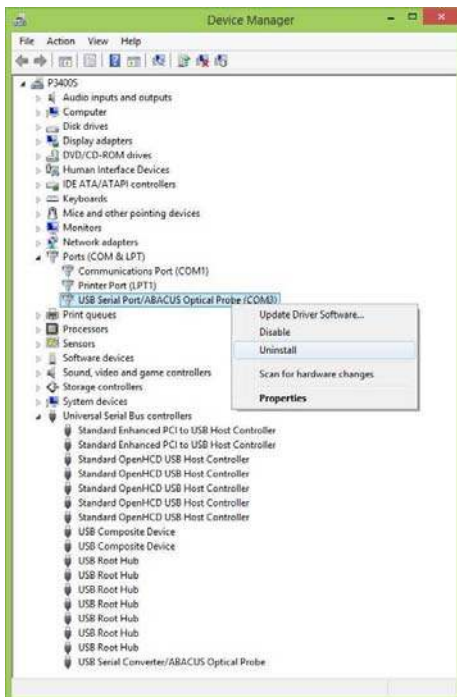 Device Manager
File Action View Help
P34005
Audio inputs and outputs
Computer
Disk drives
Display adapters
DVD/CD-ROM drives
Human Interface Devices
IDE ATA/ATAPI controllers
Keyboards
Mice and other pointing devices
Monitors
Network adapters
Ports (COM & LPT)
Communications Port (COM1)
Printer Port (LPT1)
USB Serial Port/ABACUS Optical Probe (COM3)
Print queues
Processors
Sensors
Software devices
Sound, video and game controllers
Storage controllers
System devices
Universal Serial Bus controllers
Standard Enhanced PCI to USB Host Controller
Standard Enhanced PCI to USB Host Controller
Standard OpenHCD USB Host Controller
Standard OpenHCD USB Host Controller
Standard OpenHCD USB Host Controller
Standard OpenHCD USB Host Controller
Standard OpenHCD USB Host Controller
USB Composite Device
USB Composite Device
USB Root Hub
USB Root Hub
USB Root Hub
USB Root Hub
USB Root Hub
USB Root Hub
USB Root Hub
USB Serial Converter/ABACUS Optical Probe
Update Driver Software...
Disable
Uninstall
Scan for hardware changes
Properties